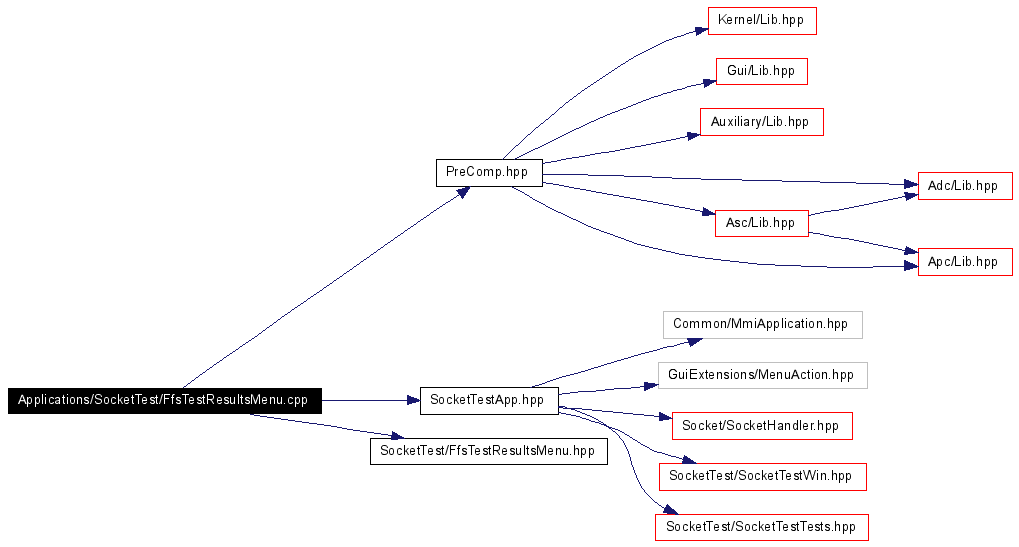 Kernel/Lib.hpp
Gui/Lib.hpp
Auxiliary/Lib.hpp
PreComp.hpp
Adc/Lib.hpp
Asc/Lib.hpp
Apc/Lib.hpp
Common/MmiApplication.hpp
GuiExtensions/MenuAction.hpp
Applications/SocketTest/FfsTestResultsMenu.cpp
SocketTestApp.hpp
Socket/SocketHandler.hpp
SocketTest/FfsTestResultsMenu.hpp
SocketTest/SocketTestWin.hpp
SocketTest/SocketTestTests.hpp